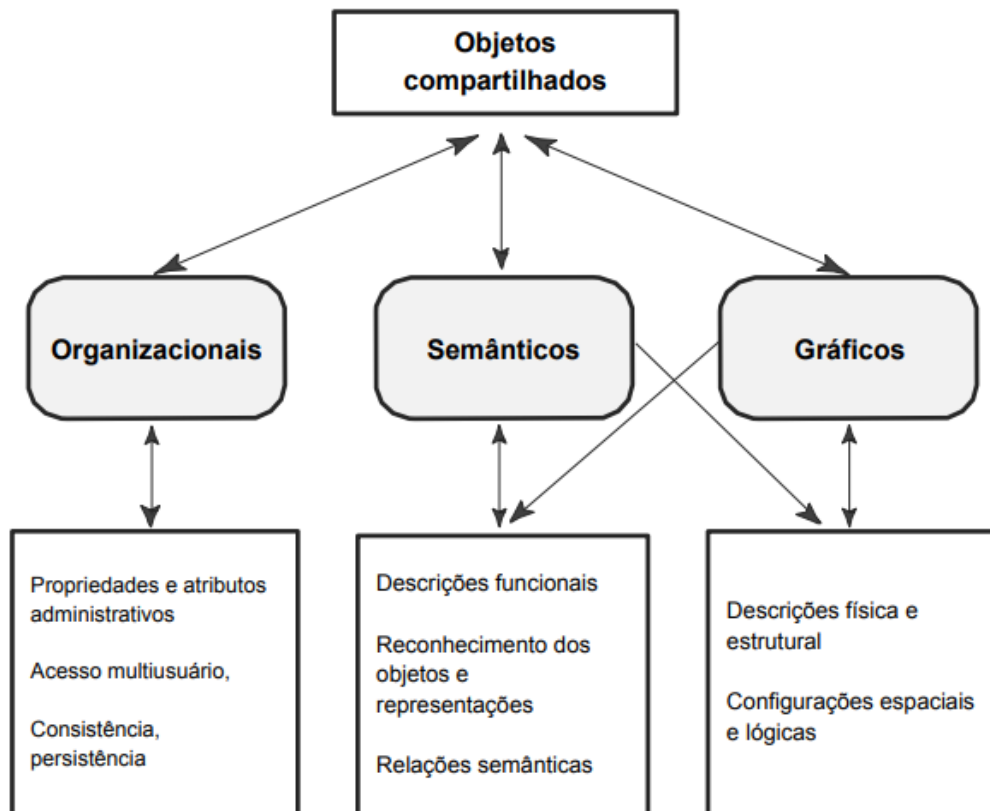 Objetos
compartilhados
Organizacionais
Semânticos
Gráficos
Propriedades e atributos
administrativos
Acesso multiusuário,
Consistência,
persistência
Descrições funcionais
Reconhecimento dos
objetos e
representações
Relações semânticas
Descrições física e
estrutural
Configurações espaciais
e lógicas